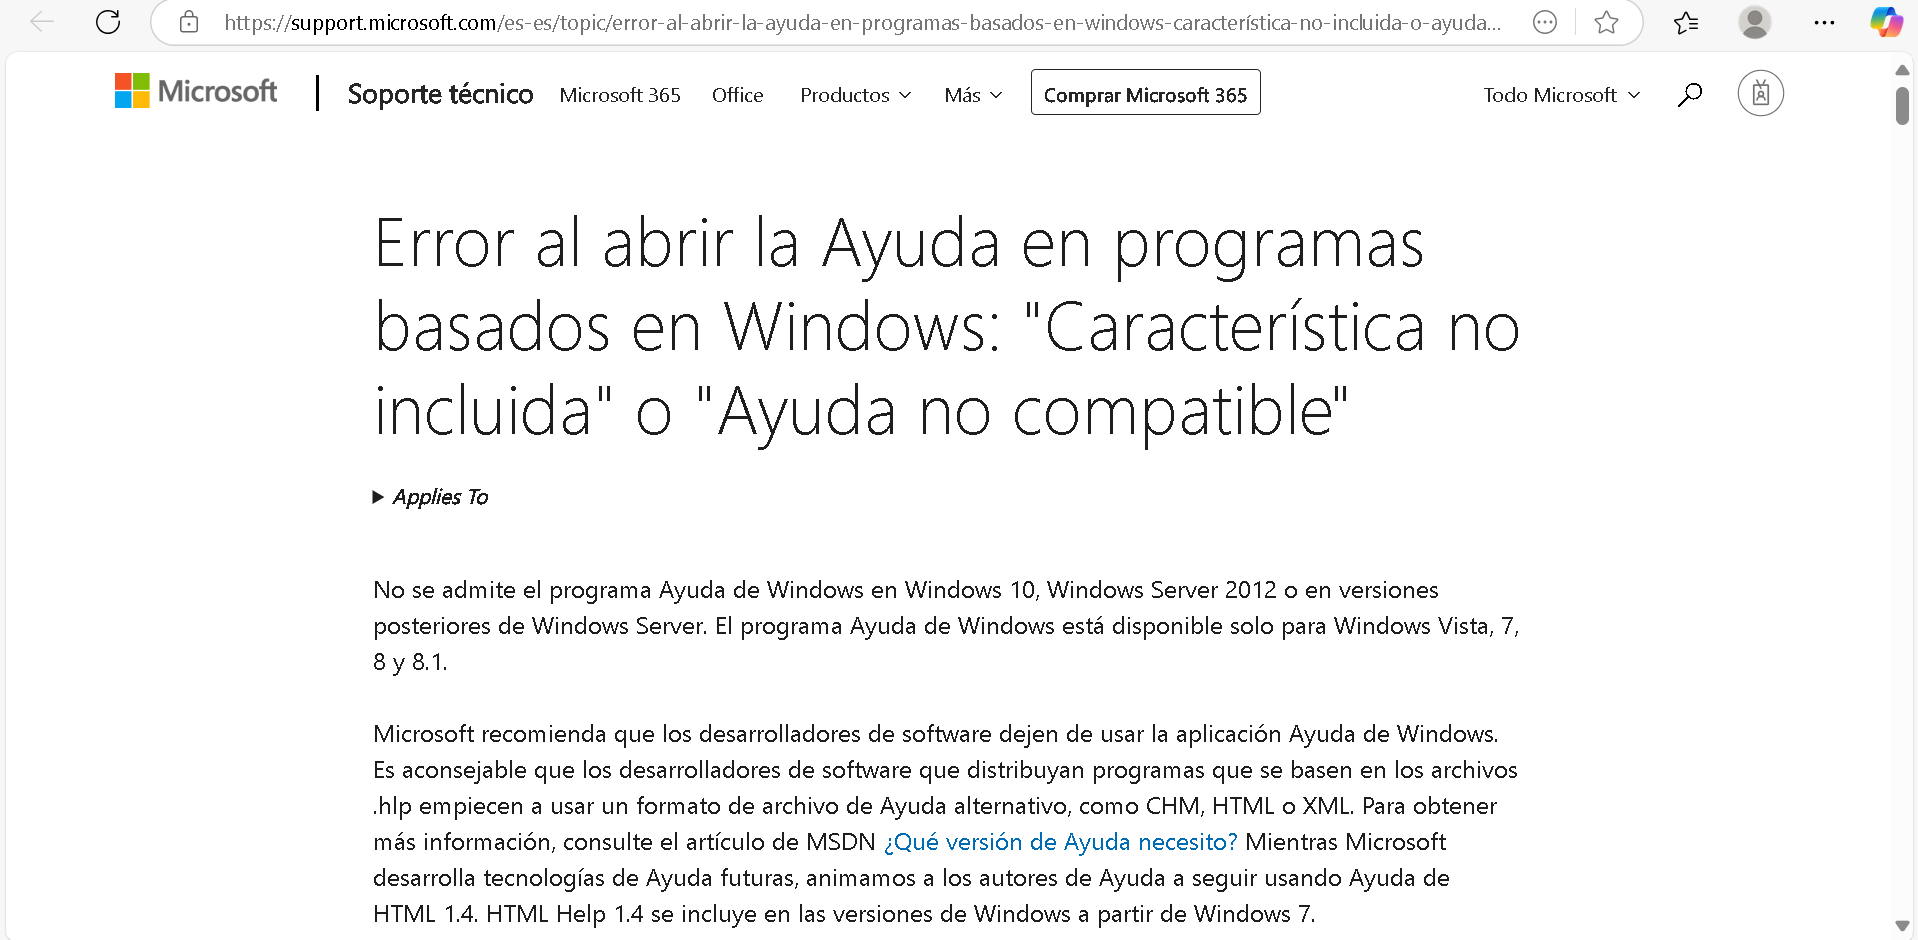 https://support.microsoft.com/es-es/topic/error-al-abrir-la-ayuda-en-programas-basados-en-windows-característica-no-incluida-o-ayuda...
Microsoft
Soporte técnico
Microsoft 365
Office
Productos
Más
Comprar Microsoft 365
Todo Microsoft
Error al abrir la Ayuda en programas
basados en Windows: "Característica no
incluida" o "Ayuda no compatible"
Applies To
No se admite el programa Ayuda de Windows en Windows 10, Windows Server 2012 o en versiones
posteriores de Windows Server. El programa Ayuda de Windows está disponible solo para Windows Vista, 7,
8 y 8.1.
Microsoft recomienda que los desarrolladores de software dejen de usar la aplicación Ayuda de Windows.
Es aconsejable que los desarrolladores de software que distribuyan programas que se basen en los archivos
.hlp empiecen a usar un formato de archivo de Ayuda alternativo, como CHM, HTML o XML. Para obtener
más información, consulte el artículo de MSDN ¿Qué versión de Ayuda necesito? Mientras Microsoft
desarrolla tecnologías de Ayuda futuras, animamos a los autores de Ayuda a seguir usando Ayuda de
HTML 1.4. HTML Help 1.4 se incluye en las versiones de Windows a partir de Windows 7.